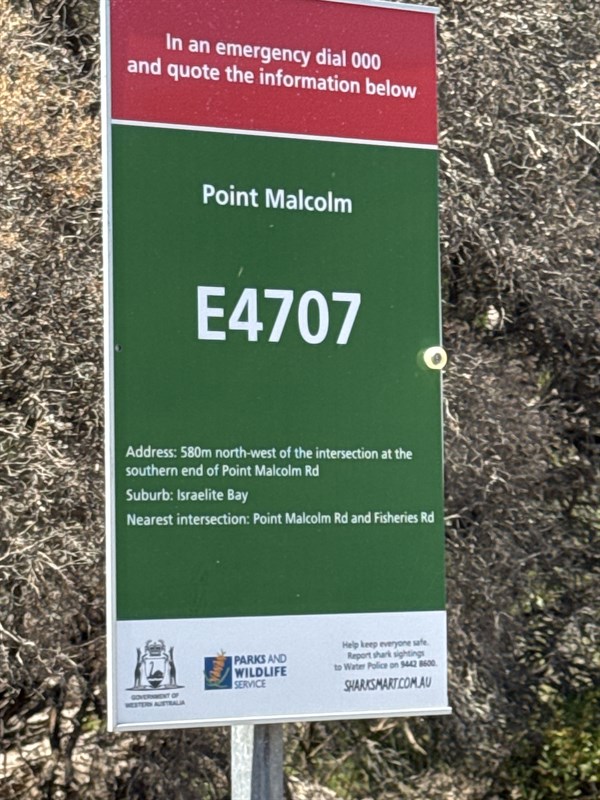 In an emergency dial 000
and quote the information below
Point Malcolm
E4707
Address: 580m north-west of the intersection at the
southern end of Point Malcolm Rd
Suburb: Israelite Bay
Nearest intersection: Point Malcolm Rd and Fisheries Rd
GOVERNMENT OF
WESTERN AUSTRALIA
PARKS AND
WILDLIFE
SERVICE
Help keep everyone safe.
Report shark sightings
to Water Police on 9442 8600.
SHARKSMART.COM.AU